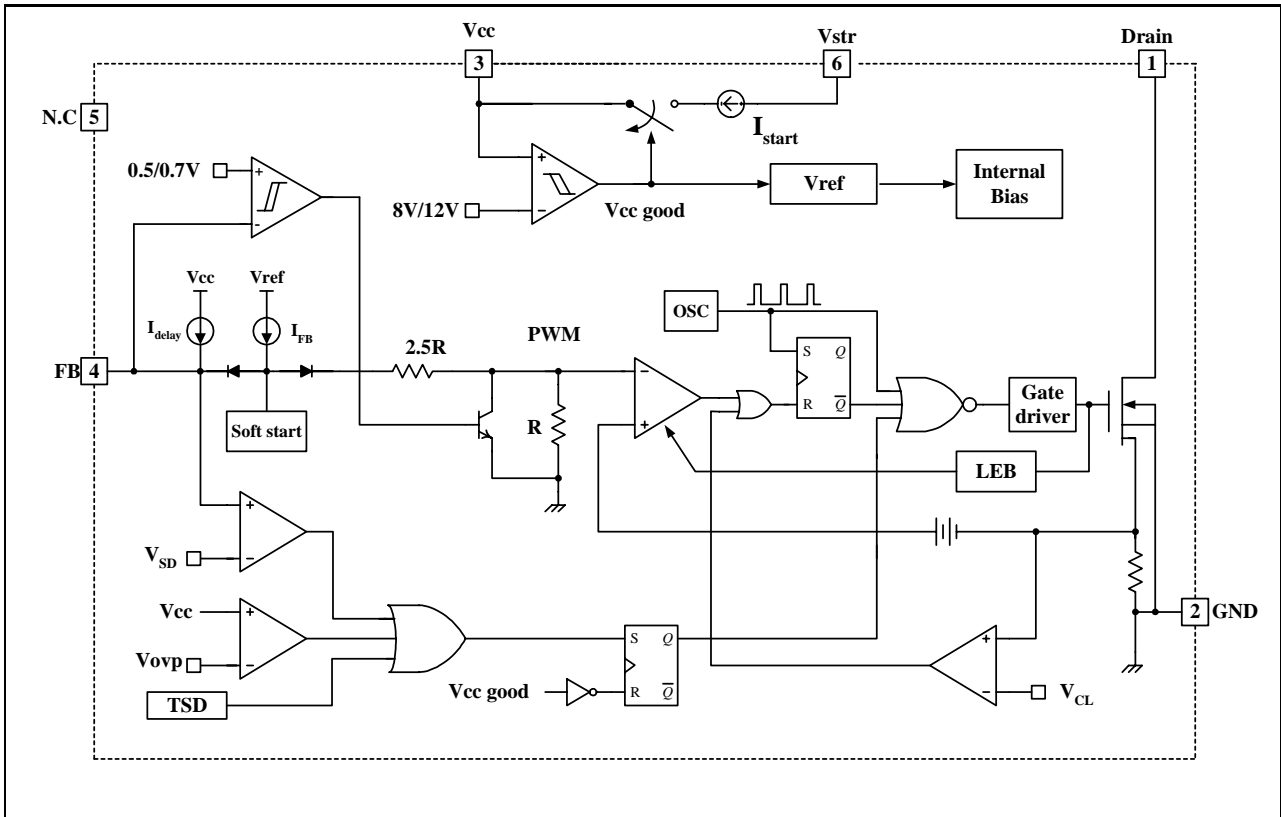 Vcc
Vstr
Drain
3
6
1
N.C
5
I start
0.5/0.7V
+
-
+
−
8V/12V
Vcc good
Vref
Internal
Bias
Vcc
Vref
I delay
I FB
OSC
PWM
2.5R
FB
4
Soft start
R
−
+
S
Q
R
Q
Gate
driver
LEB
+
−
V SD
Vcc
+
Vovp
−
TSD
S
Q
R
Q
Vcc good
2
GND
+
−
V CL